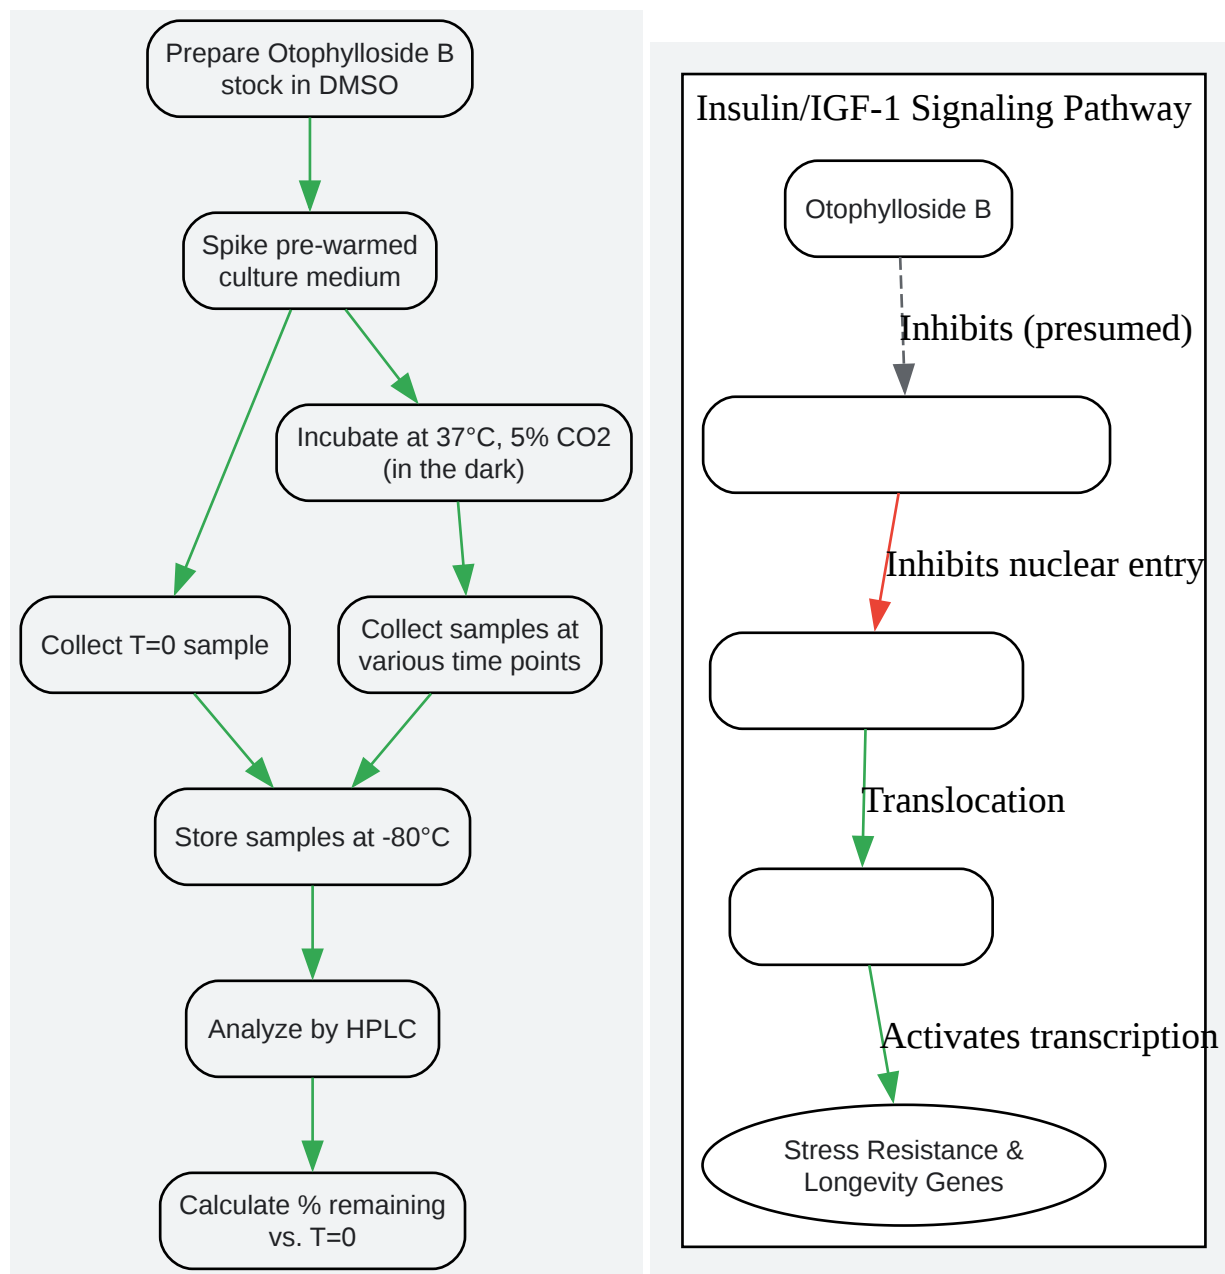 Prepare Otophylloside B
stock in DMSO
Spike pre-warmed
culture medium
Incubate at 37°C, 5% CO2
(in the dark)
Collect T=0 sample
Collect samples at
various time points
Store samples at -80°C
Analyze by HPLC
Calculate % remaining
vs. T=0
Insulin/IGF-1 Signaling Pathway
Otophylloside B
Inhibits (presumed)
Inhibits nuclear entry
Translocation
Activates transcription
Stress Resistance &
Longevity Genes